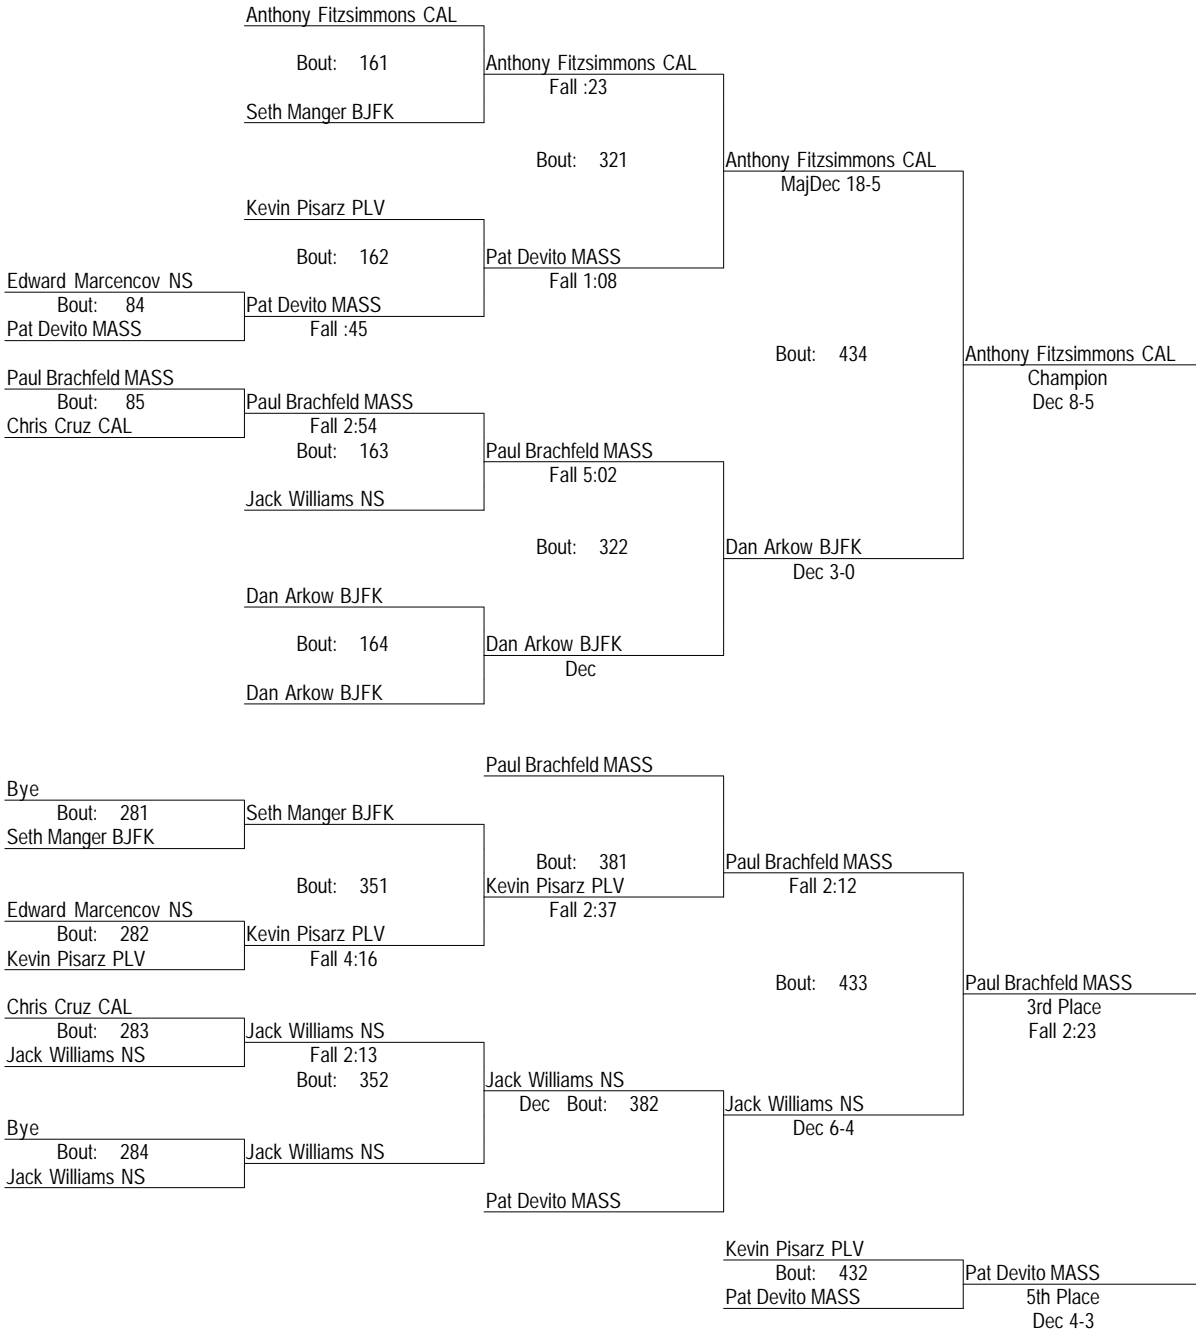 Anthony Fitzsimmons CAL
Bout: 161
Anthony Fitzsimmons CAL
Fall :23
Seth Manger BJFK
Bout: 321
Anthony Fitzsimmons CAL
MajDec 18-5
Kevin Pisarz PLV
Bout: 162
Pat Devito MASS
Fall 1:08
Edward Marcencov NS
Bout: 84
Pat Devito MASS
Pat Devito MASS
Fall :45
Bout: 434
Anthony Fitzsimmons CAL
Champion
Dec 8-5
Paul Brachfeld MASS
Bout: 85
Chris Cruz CAL
Paul Brachfeld MASS
Fall 2:54
Bout: 163
Paul Brachfeld MASS
Fall 5:02
Jack Williams NS
Bout: 322
Dan Arkow BJFK
Dec 3-0
Dan Arkow BJFK
Bout: 164
Dan Arkow BJFK
Dec
Dan Arkow BJFK
Paul Brachfeld MASS
Bye
Bout: 281
Seth Manger BJFK
Seth Manger BJFK
Bout: 381
Paul Brachfeld MASS
Fall 2:12
Bout: 351
Kevin Pisarz PLV
Fall 2:37
Edward Marcencov NS
Bout: 282
Kevin Pisarz PLV
Kevin Pisarz PLV
Fall 4:16
Bout: 433
Paul Brachfeld MASS
3rd Place
Fall 2:23
Chris Cruz CAL
Bout: 283
Jack Williams NS
Jack Williams NS
Fall 2:13
Bout: 352
Jack Williams NS
Dec Bout: 382
Jack Williams NS
Dec 6-4
Bye
Bout: 284
Jack Williams NS
Jack Williams NS
Pat Devito MASS
Kevin Pisarz PLV
Bout: 432
Pat Devito MASS
Pat Devito MASS
5th Place
Dec 4-3